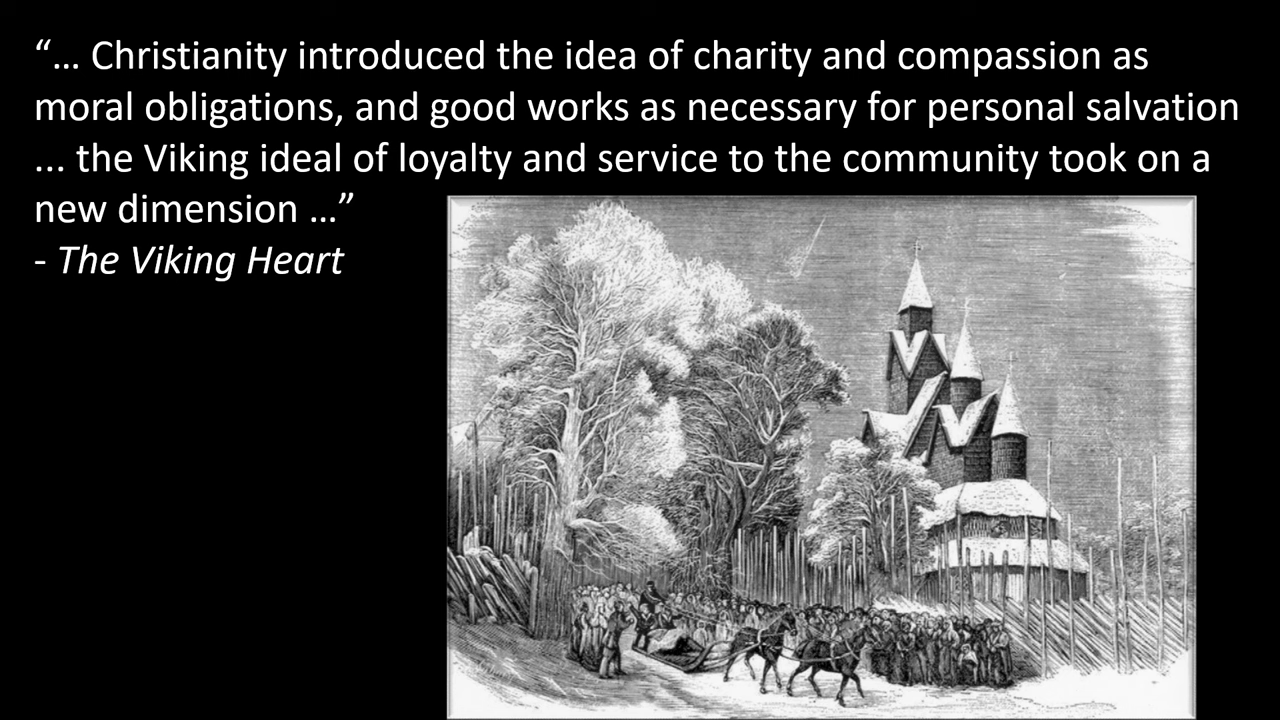 “… Christianity introduced the idea of charity and compassion as
moral obligations, and good works as necessary for personal salvation
... the Viking ideal of loyalty and service to the community took on a
new dimension …”
- The Viking Heart